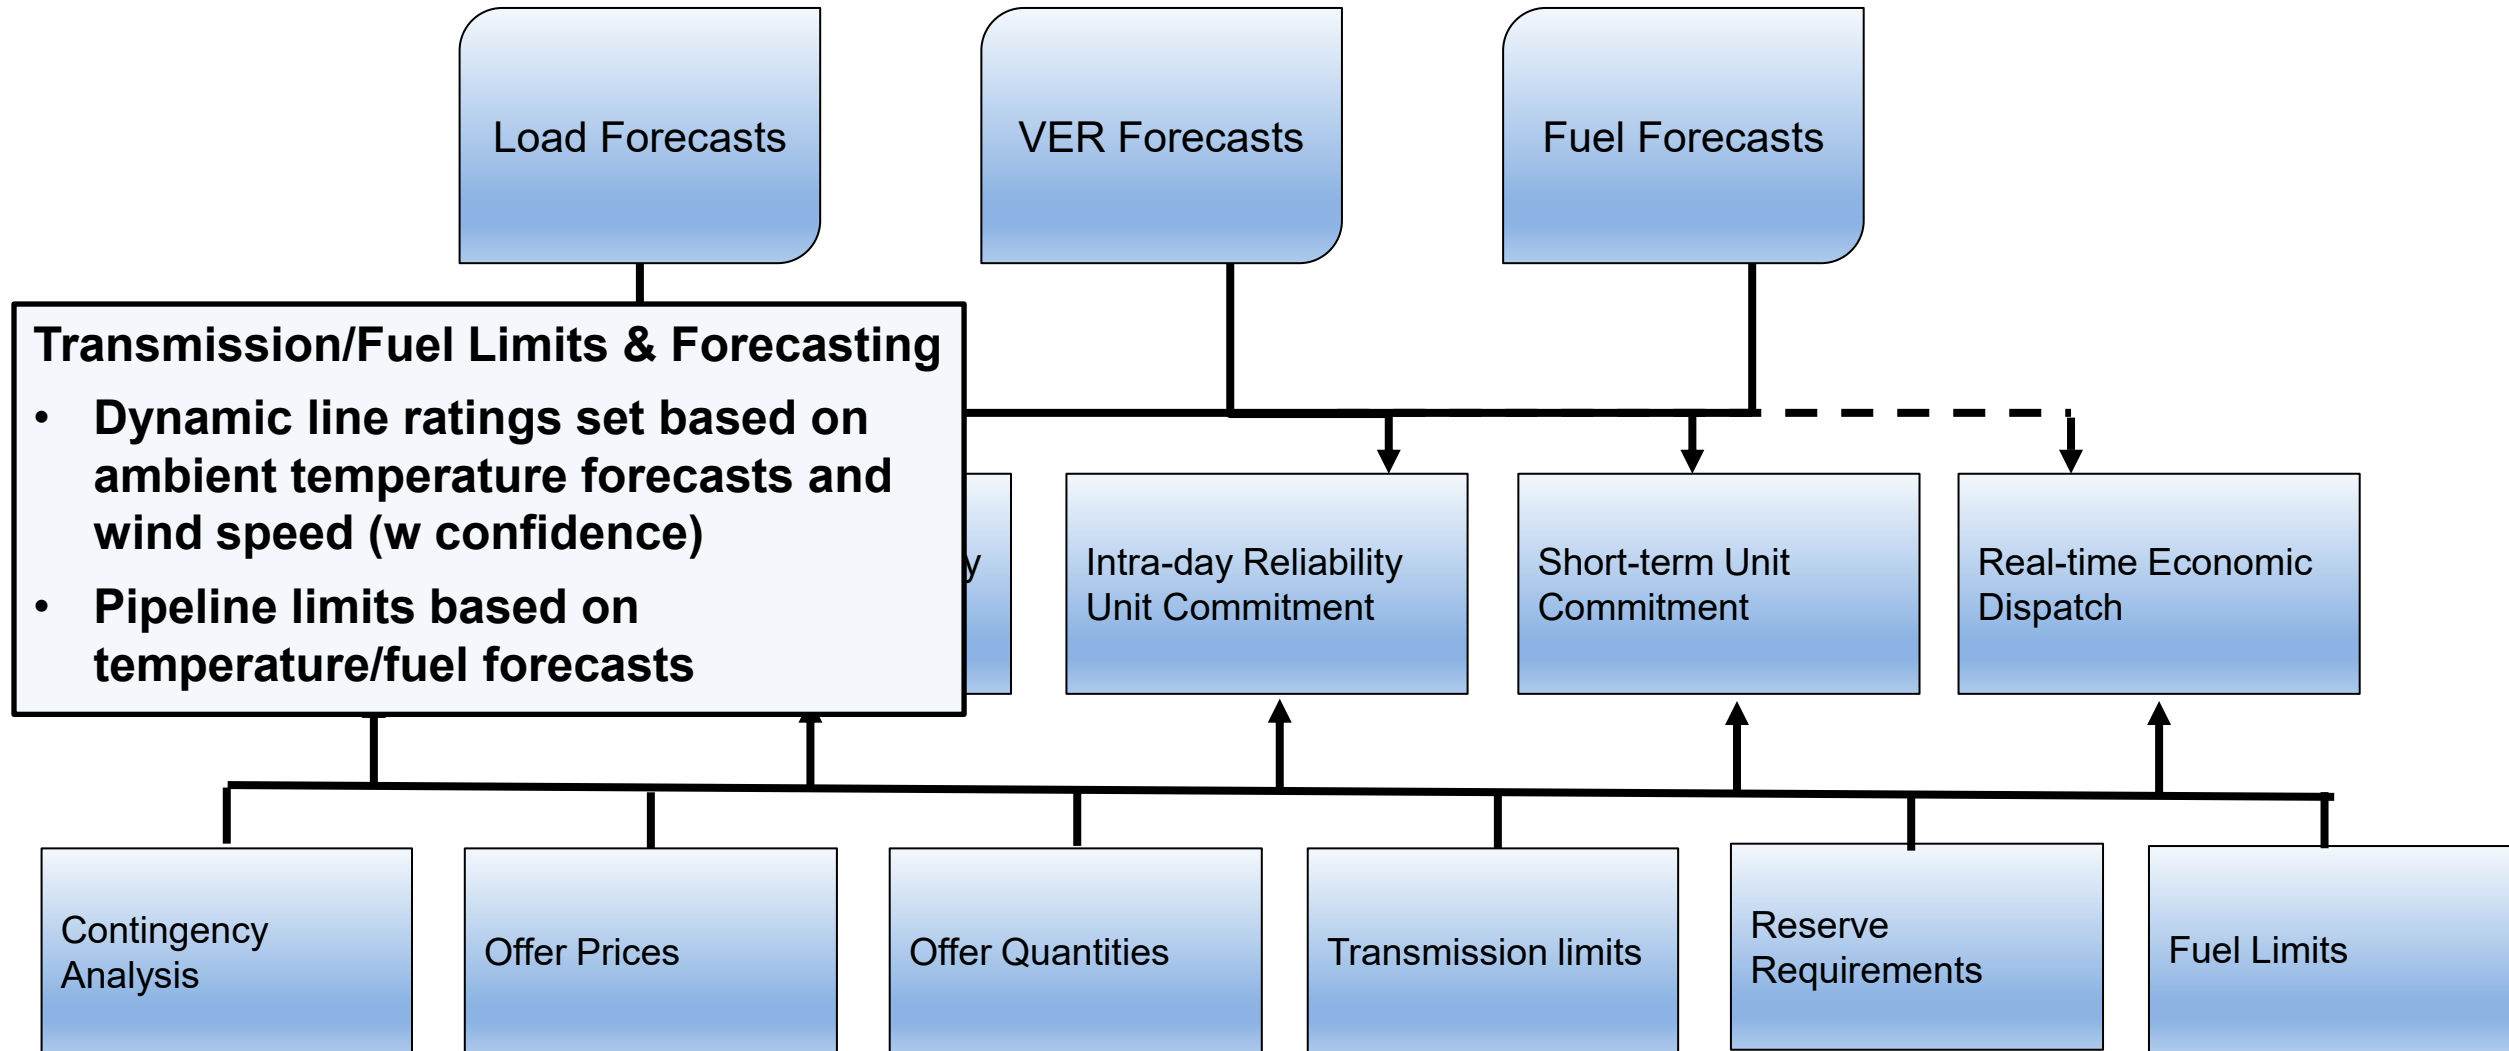 Load Forecasts
VER Forecasts
Fuel Forecasts
Transmission/Fuel Limits & Forecasting
• Dynamic line ratings set based on
ambient temperature forecasts and
wind speed (w confidence)
• Pipeline limits based on
temperature/fuel forecasts
Intra-day Reliability
Unit Commitment
Short-term Unit
Commitment
Real-time Economic
Dispatch
Contingency
Analysis
Offer Prices
Offer Quantities
Transmission limits
Reserve
Requirements
Fuel Limits